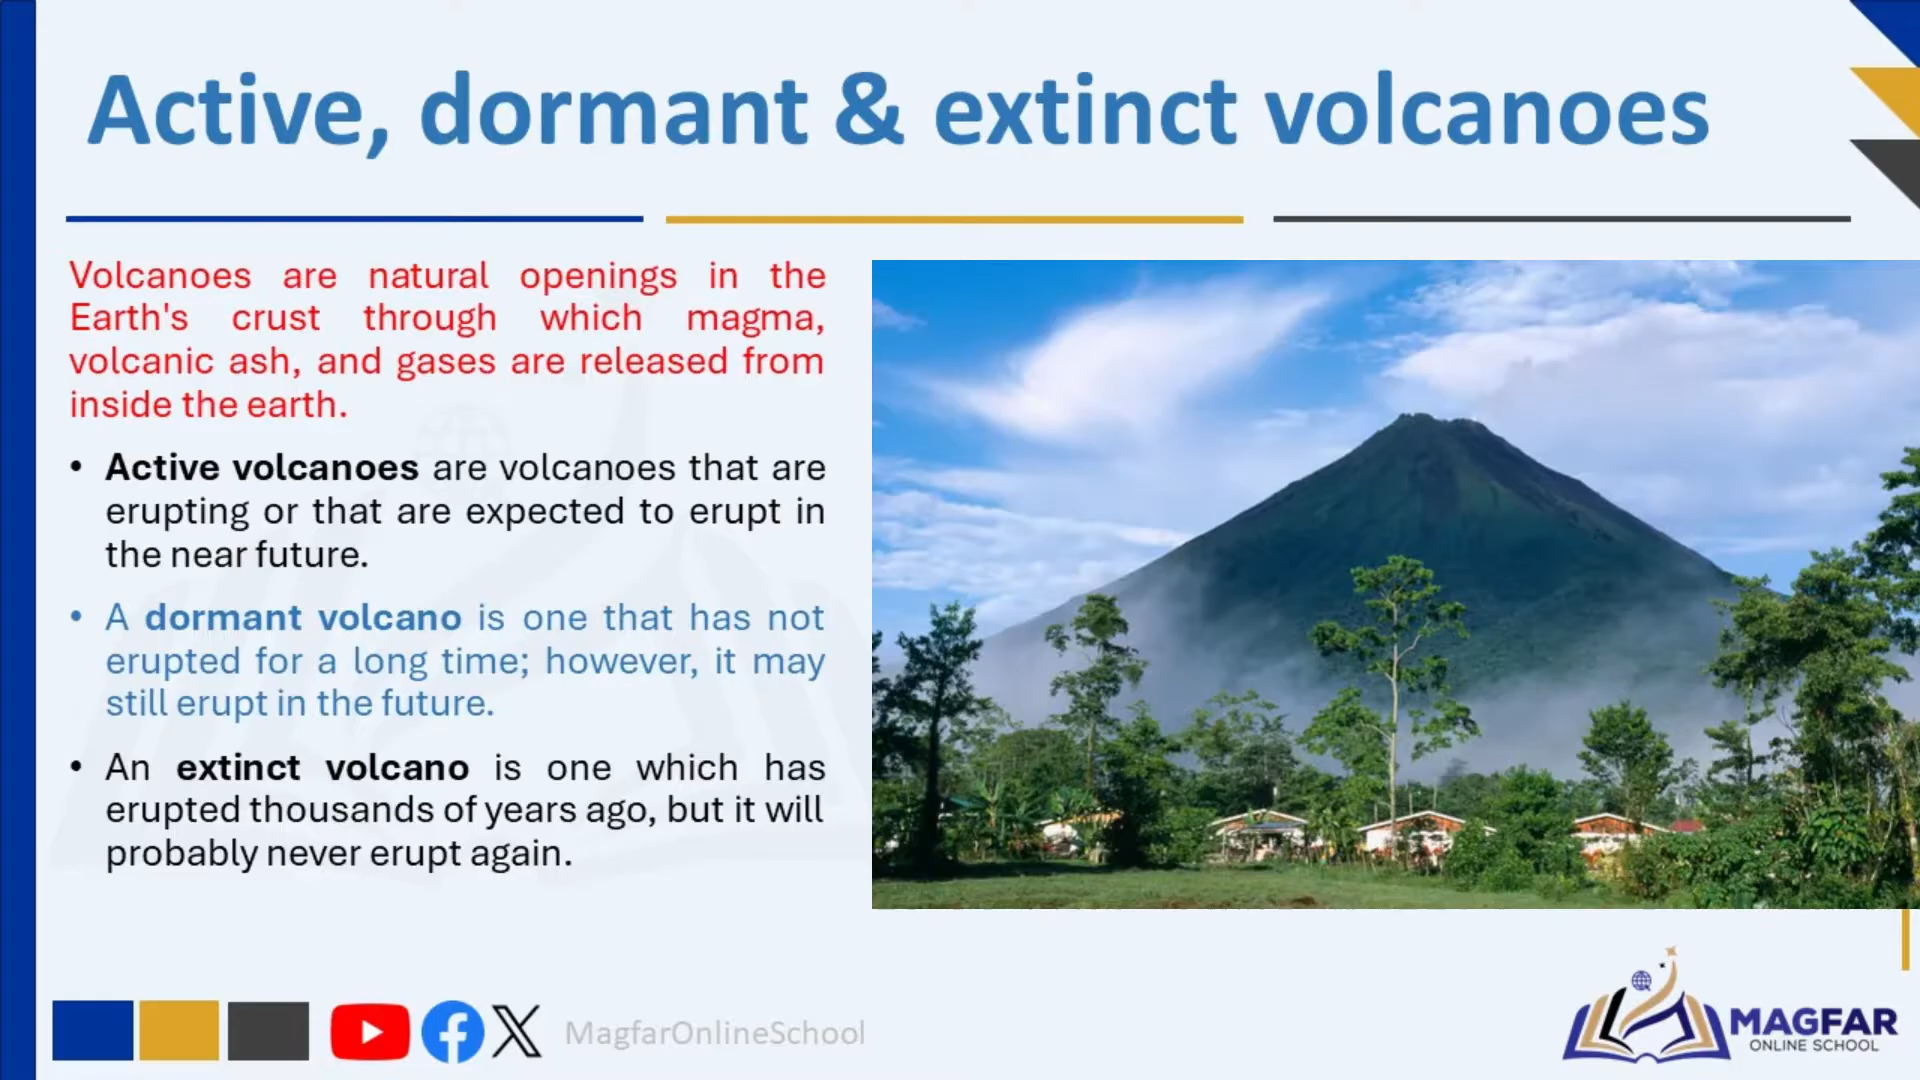 Active, dormant & extinct volcanoes
Volcanoes are natural openings in the
Earth's crust through which magma,
volcanic ash, and gases are released from
inside the earth.
• Active volcanoes are volcanoes that are
erupting or that are expected to erupt in
the near future.
• A dormant volcano is one that has not
erupted for a long time; however, it may
still erupt in the future.
• An extinct volcano is one which has
erupted thousands of years ago, but it will
probably never erupt again.
MagfarOnlineSchool
MAGFAR
ONLINE SCHOOL